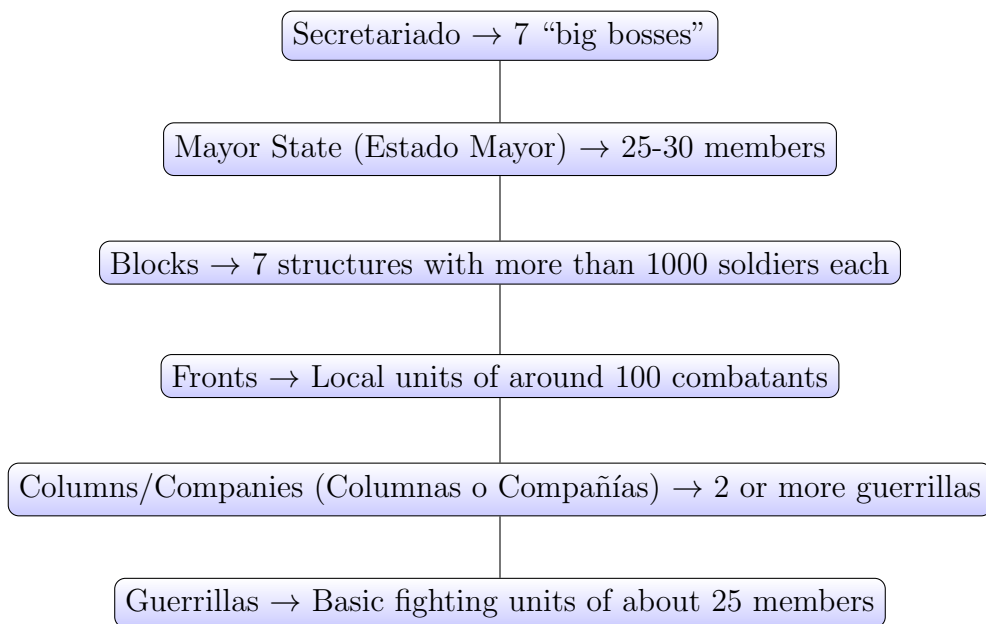 Secretariado → 7 “big bosses”
Mayor State (Estado Mayor) → 25-30 members
Blocks → 7 structures with more than 1000 soldiers each
Fronts → Local units of around 100 combatants
Columns/Companies (Columnas o Compañías) → 2 or more guerrillas
Guerrillas → Basic fighting units of about 25 members